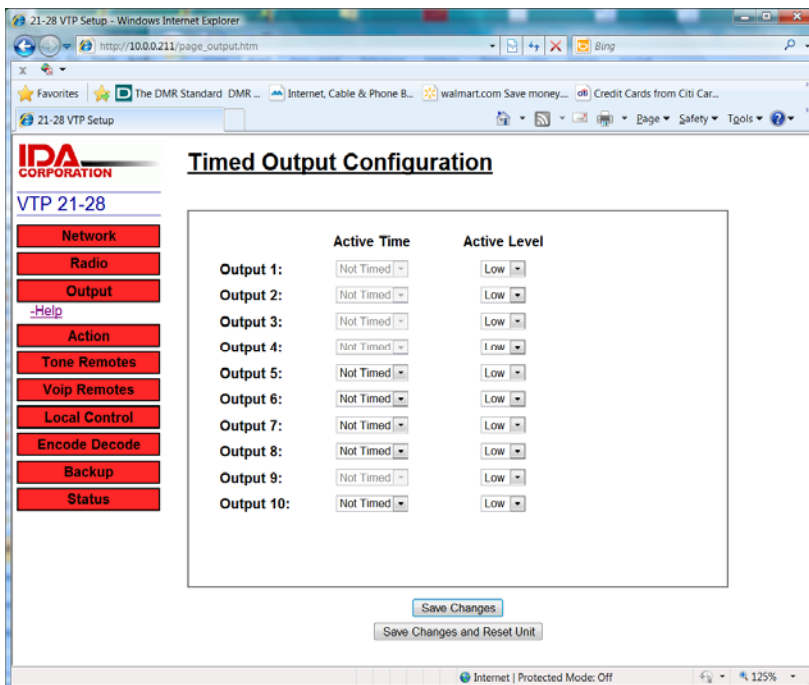 21-28 VTP Setup - Windows Internet Explorer
http://10.0.0.211/page_output.htm
Bing
x
Favorites
The DMR Standard DMR ...
Internet, Cable & Phone B...
walmart.com Save money....
citi Credit Cards from Citi Car...
21-28 VTP Setup
Page
Safety
Tools
IDA
CORPORATION
VTP 21-28
Network
Radio
Output
-Help
Action
Tone Remotes
Voip Remotes
Local Control
Encode Decode
Backup
Status
Timed Output Configuration
Active Time Active Level
Output 1: Not Timed Low
Output 2: Not Timed Low
Output 3: Not Timed Low
Output 4: Not Timed Low
Output 5: Not Timed Low
Output 6: Not Timed Low
Output 7: Not Timed Low
Output 8: Not Timed Low
Output 9: Not Timed Low
Output 10: Not Timed Low
Save Changes
Save Changes and Reset Unit
Internet | Protected Mode: Off
125%